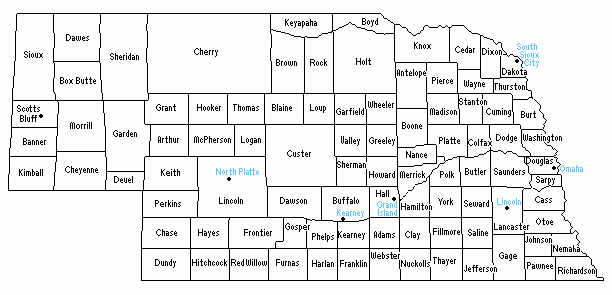 Keyapaha
Boyd
Sioux
Dawes
Sheridan
Cherry
Brown
Rock
Holt
Knox
Cedar
Dixon
South
Sioux
City
Dakota
Box Butte
Antelope
Pierce
Wayne
Thurston
Scotts
Bluff
Morrill
Garden
Grant
Hooker
Thomas
Blaine
Loup
Garfield
Wheeler
Boone
Madison
Stanton
Cuming
Burt
Banner
Arthur
McPherson
Logan
Custer
Valley
Greeley
Platte
Colfax
Dodge
Washington
Kimball
Cheyenne
Deuel
Keith
North Platte
Lincoln
Sherman
Howard
Nance
Merrick
Polk
Butler
Saunders
Douglas
Omaha
Sarpy
Perkins
Dawson
Buffalo
Kearney
Hall
Grand
Island
Hamilton
York
Seward
Lincoln
Lancaster
Cass
Otoe
Chase
Hayes
Frontier
Gosper
Phelps
Kearney
Adams
Clay
Fillmore
Saline
Johnson
Nemaha
Dundy
Hitchcock
Red Willow
Furnas
Harlan
Franklin
Webster
Nuckolls
Thayer
Jefferson
Gage
Pawnee
Richardson